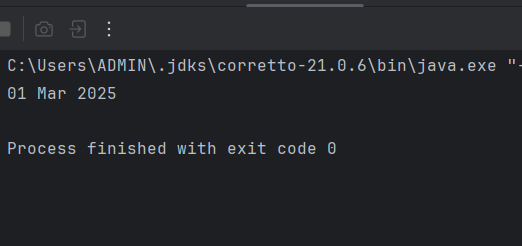 C:\Users\ADMIN\.jdks\corretto-21.0.6\bin\java.exe "-
01 Mar 2025
Process finished with exit code 0